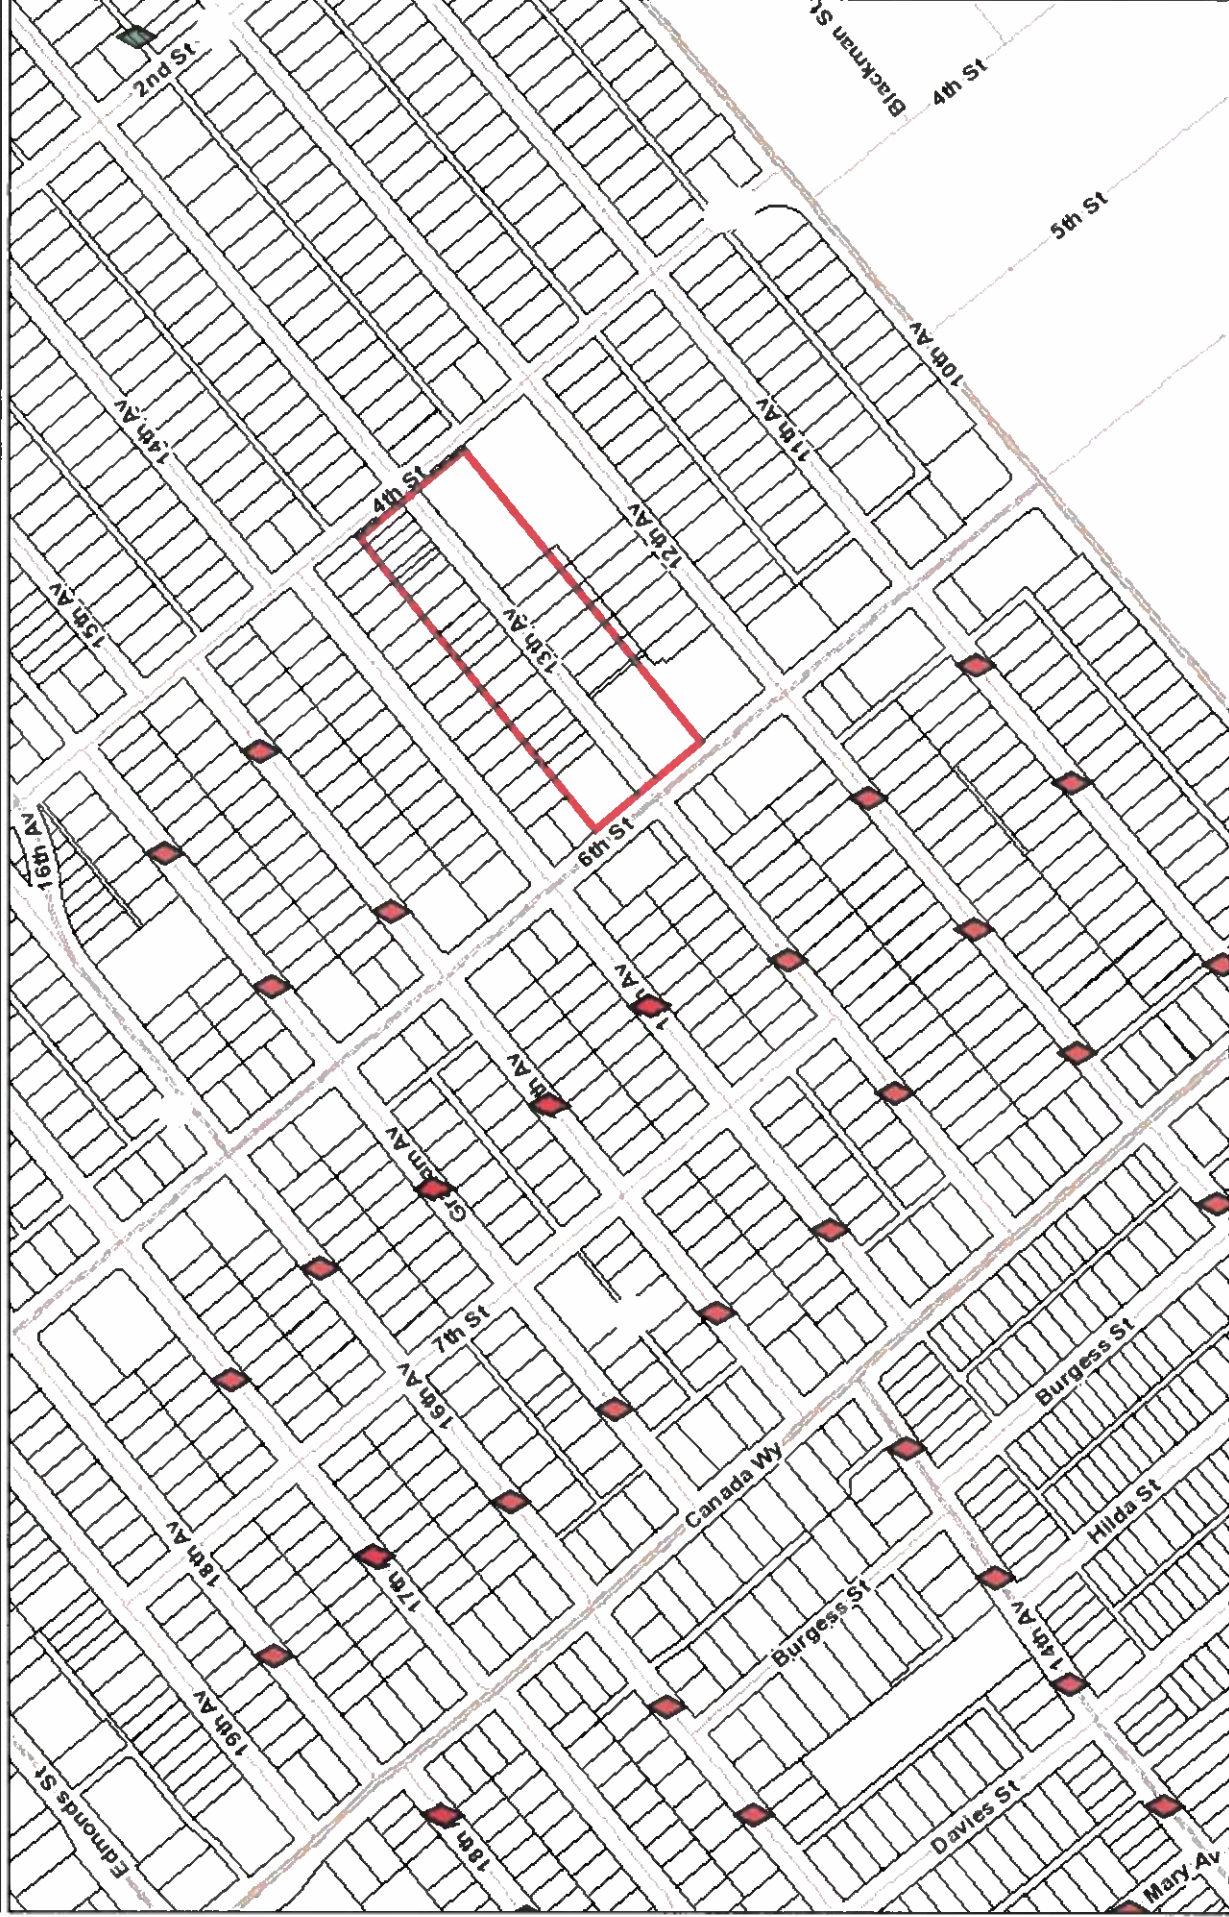 Blackman St
2nd St
4th St
5th St
10th Av
14th Av
11th Av
4th St
12th Av
15th Av
13th Av
16th Av
6th St
Av
Av
Av
7th St
Burgess St
16th Av
Canada Wy
Hilda St
18th Av
17th
Burgess St
14th Av
19th Av
Edmonds St
Davies St
18th
Mary Av